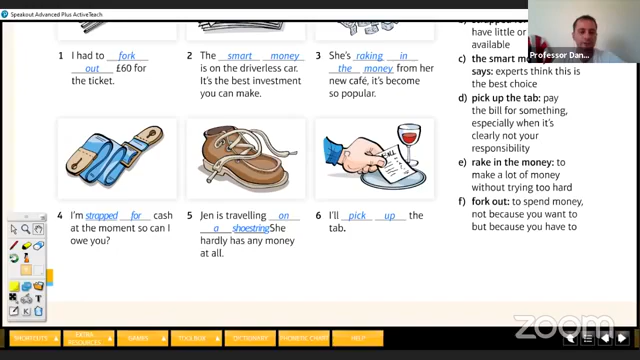 Speakout Advanced Plus ActiveTeach
Professor Dan...
have little or
available
1 I had to fork
out £60 for
the ticket.
2 The smart money
is on the driverless car.
It's the best investment
you can make.
3 She's raking in
the money from her
new café, it's become
so popular.
c) the smart mo
says: experts think this is
the best choice
d) pick up the tab: pay
the bill for something,
especially when it's
clearly not your
responsibility
e) rake in the money: to
make a lot of money
without trying too hard
f) fork out: to spend money,
not because you want to
but because you have to
BILL
4 I'm strapped for cash
at the moment so can I
owe you?
5 Jen is travelling on
a shoestring She
hardly has any money
at all.
6 I'll pick up the
tab.
SHORTCUTS
EXTRA RESOURCES
GAMES
TOOLBOX
DICTIONARY
PHONETIC CHART
HELP
zoom